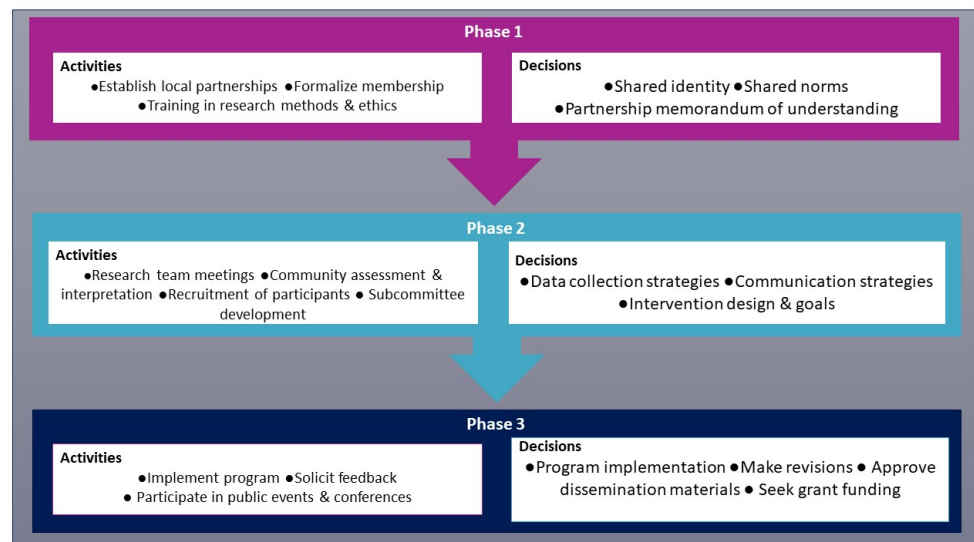 Phase 1
Activities
●Establish local partnerships ●Formalize membership
●Training in research methods & ethics
Decisions
●Shared identity ●Shared norms
●Partnership memorandum of understanding
Phase 2
Activities
●Research team meetings ●Community assessment &
interpretation ●Recruitment of participants ● Subcommittee
development
Decisions
●Data collection strategies ●Communication strategies
●Intervention design & goals
Phase 3
Activities
●Implement program ●Solicit feedback
● Participate in public events & conferences
Decisions
●Program implementation ●Make revisions ● Approve
dissemination materials ● Seek grant funding